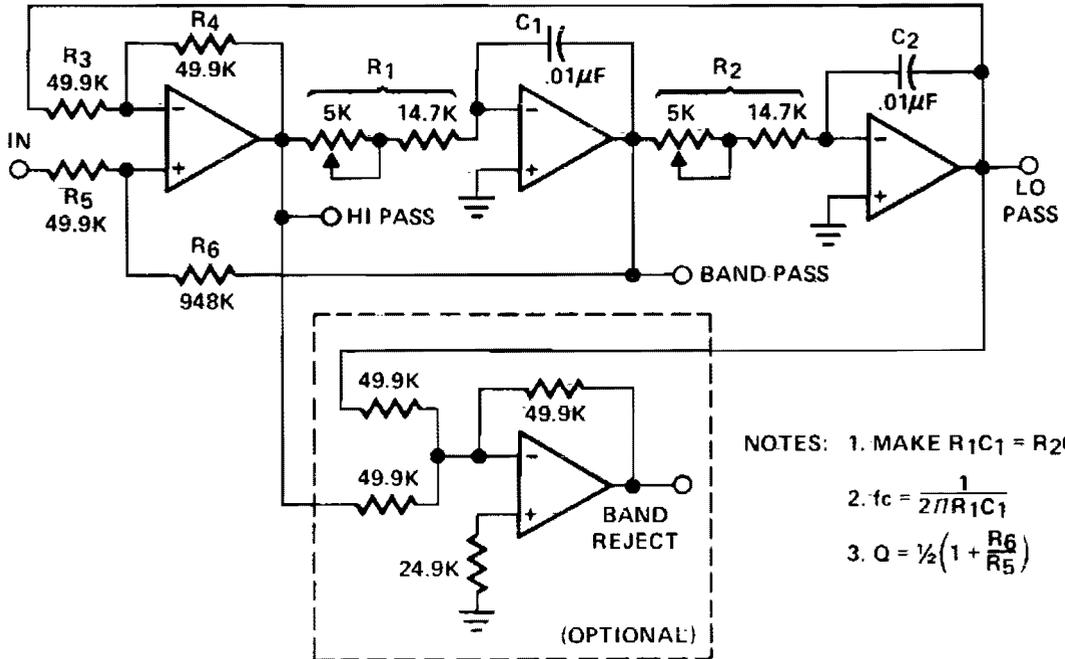 R4
49.9K
R3
49.9K
C1
.01µF
R1
5K
14.7K
R2
5K
14.7K
C2
.01µF
IN
R5
49.9K
-
+
-
+
-
+
HI PASS
LO
PASS
R6
948K
BAND PASS
49.9K
49.9K
49.9K
-
+
24.9K
BAND
REJECT
(OPTIONAL)
NOTES: 1. MAKE R1C1 = R2
2. fc = 1/2πR1C1
3. Q = ½(1 + R6/R5)